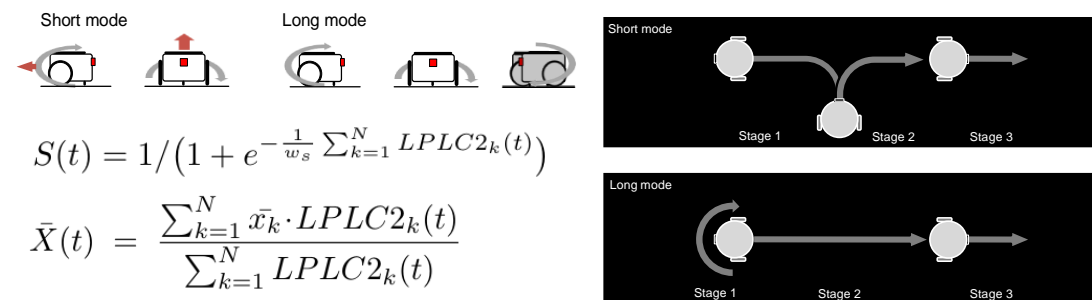 Short mode
Long mode
S(t) = 1/(1 + e^{-\frac{1}{w_s} \sum_{k=1}^{N} LPLC2_k(t)})
\bar{X}(t) = \frac{\sum_{k=1}^{N} \bar{x_k} \cdot LPLC2_k(t)}{\sum_{k=1}^{N} LPLC2_k(t)}
Short mode
Stage 1
Stage 2
Stage 3
Long mode
Stage 1
Stage 2
Stage 3